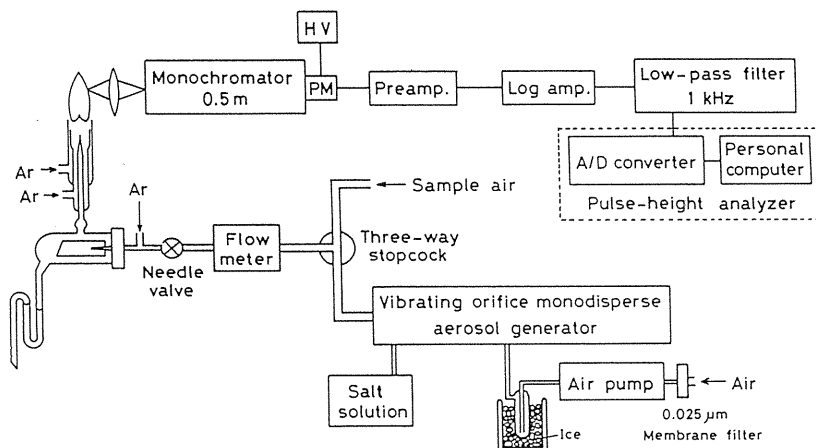 HV
Monochromator
0.5 m
PM
Preamp.
Log amp.
Low-pass filter
1 kHz
A/D converter
Personal
computer
Pulse-height analyzer
Ar
Ar
Ar
Sample air
Flow
meter
Three-way
stopcock
Needle
valve
Vibrating orifice monodisperse
aerosol generator
Salt
solution
Air pump
Air
Ice
0.025 μm
Membrane filter